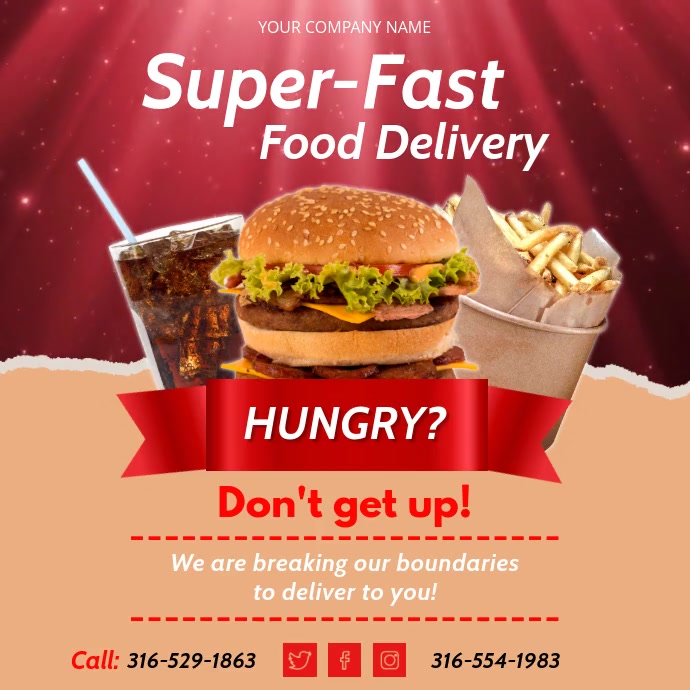 YOUR COMPANY NAME
Super-Fast
Food Delivery
HUNGRY?
Don't get up!
We are breaking our boundaries
to deliver to you!
Call: 316-529-1863 316-554-1983